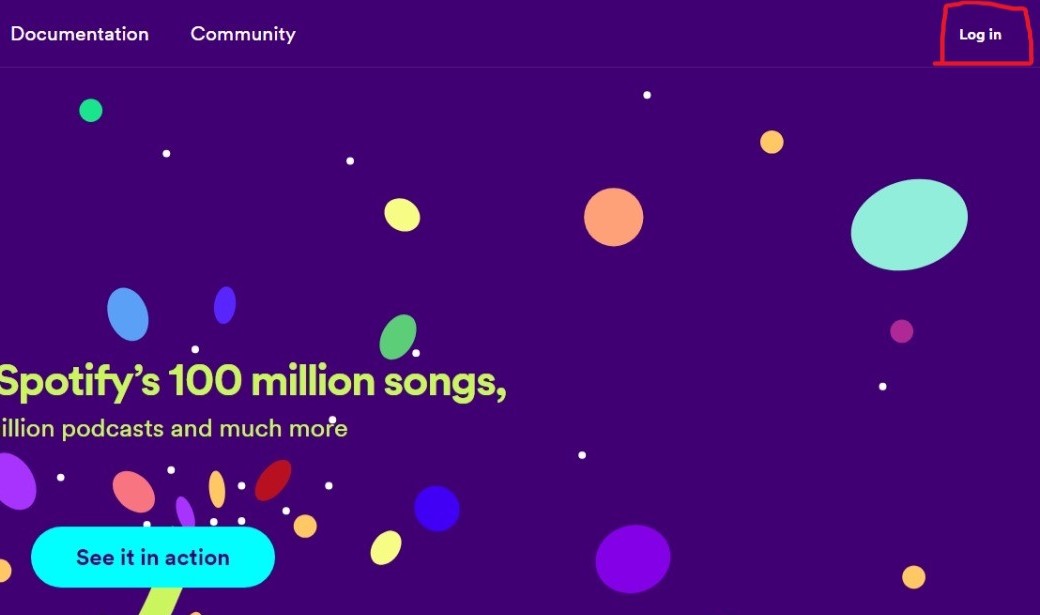 Documentation Community Log in
Spotify's 100 million songs,
illion podcasts and much more
See it in action